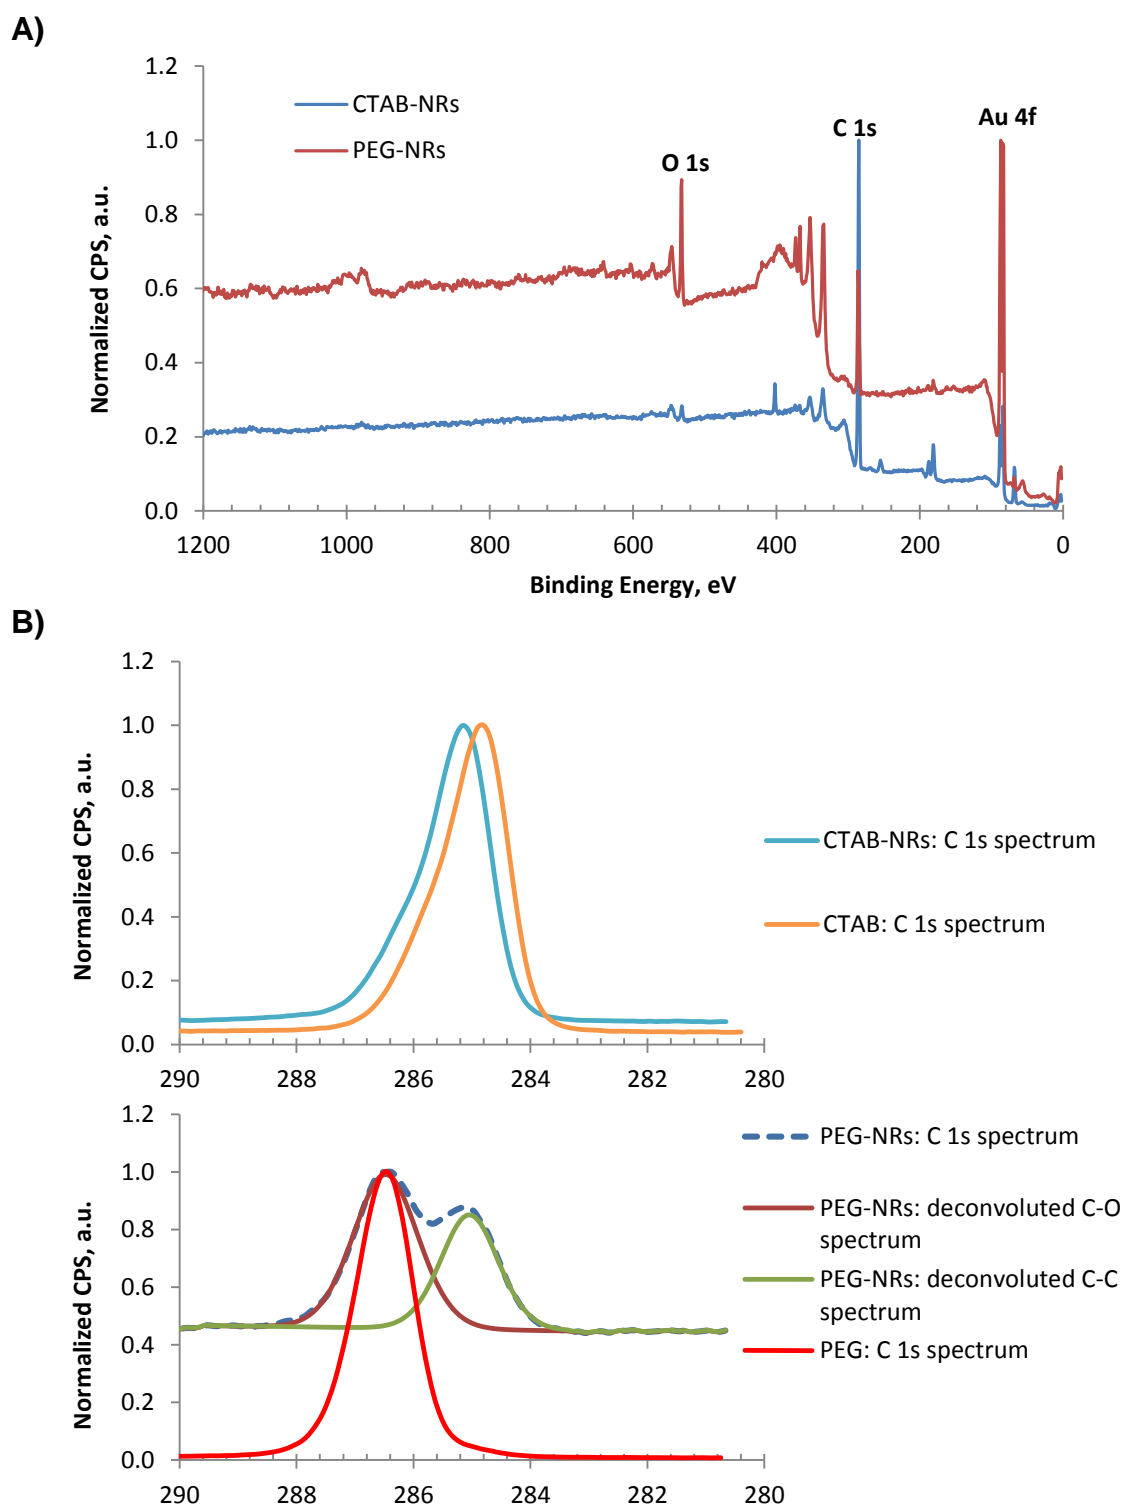 A)
1.2
1.0
0.8
0.6
0.4
0.2
0.0
Normalized CPS, a.u.
CTAB-NRs
PEG-NRs
O 1s
C 1s
Au 4f
1200 1000 800 600 400 200 0
Binding Energy, eV
B)
1.2
1.0
0.8
0.6
0.4
0.2
0.0
Normalized CPS, a.u.
CTAB-NRs: C 1s spectrum
CTAB: C 1s spectrum
290 288 286 284 282 280
1.2
1.0
0.8
0.6
0.4
0.2
0.0
Normalized CPS, a.u.
PEG-NRs: C 1s spectrum
PEG-NRs: deconvoluted C-O
spectrum
PEG-NRs: deconvoluted C-C
spectrum
PEG: C 1s spectrum
290 288 286 284 282 280